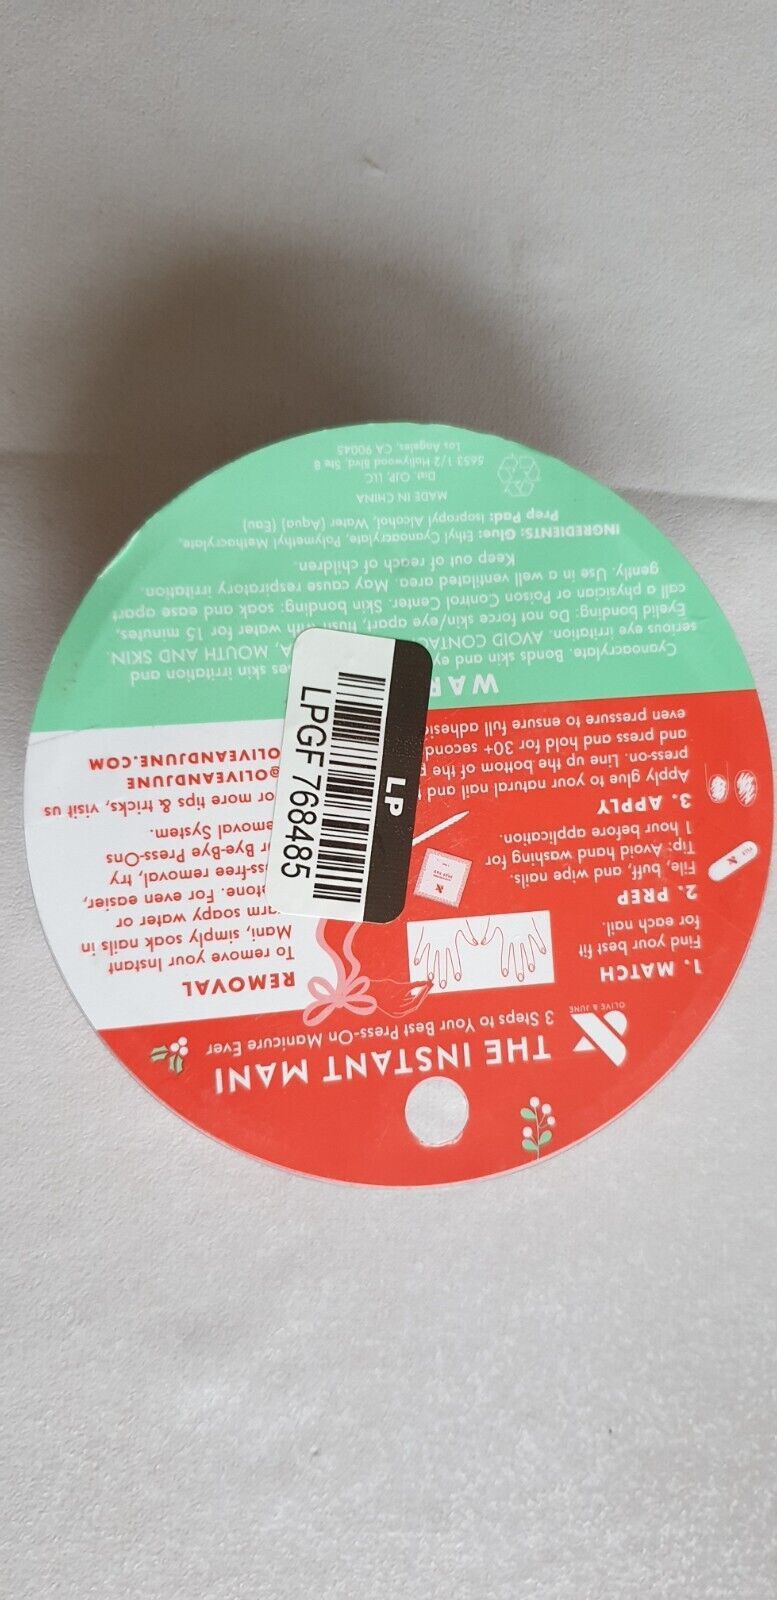 THE INSTANT MANI
3 Steps to Your Best Press-On Manicure Ever
OLIVE & JUNE
1. MATCH
Find your best fit
for each nail.
2. PREP
File, buff, and wipe nails.
Tip: Avoid hand washing for
1 hour before application.
3. APPLY
Apply glue to your natural nail and
press-on. Line up the bottom of the
and press and hold for 30+
even pressure to ensure full
REMOVAL
To remove your Instant
Mani, simply soak nails in
soapy water or
For even easier,
removal, try
Bye-Bye Press-Ons
System.
more tips & tricks, visit us
@OLIVEANDJUNE
OLIVEANDJUNE.COM
LP
LPGF 768485
Cyanoacrylate. Bonds skin and skin irritation and
serious eye irritation. AVOID CONTACT MOUTH AND SKIN.
Eyelid bonding: Do not force skin/eye apart, flush with water for 15 minutes,
call a physician or Poison Control Center. Skin bonding: soak and ease apart
gently. Use in a well ventilated area. May cause respiratory irritation.
Keep out of reach of children.
INGREDIENTS: Glue: Ethyl Cyanoacrylate, Polymethyl Methacrylate,
Prep Pad: Isopropyl Alcohol, Water (Aqua) (Eau)
MADE IN CHINA
Dist. OJP, LLC
5653 1/2 Hollywood Blvd, Ste B
Los Angeles, CA 90045